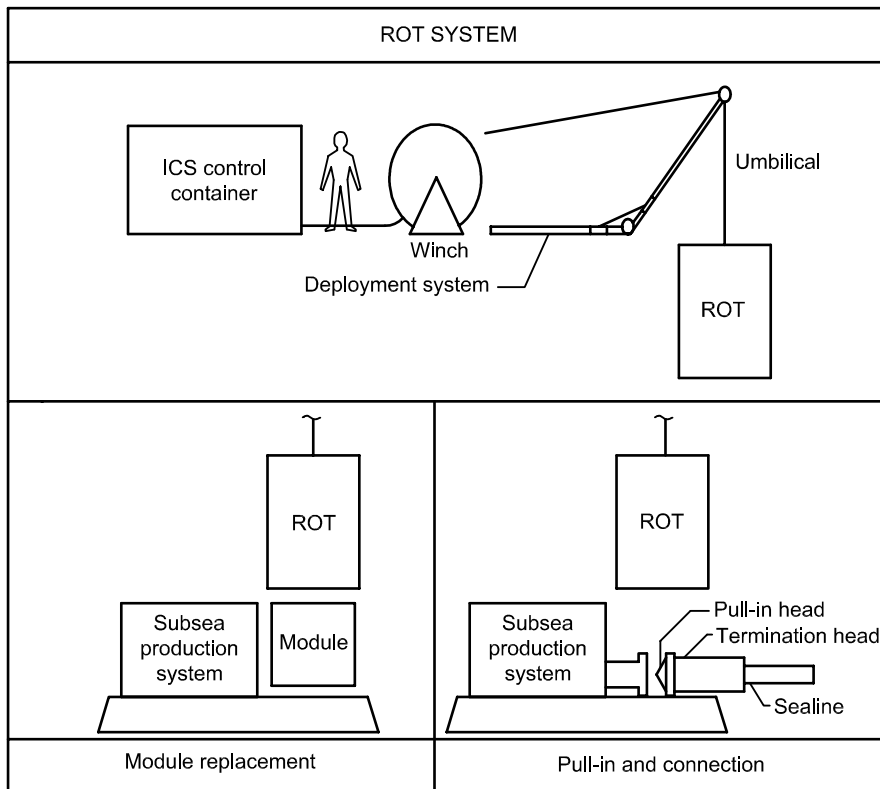 ROT SYSTEM
ICS control
container
Umbilical
Winch
Deployment system
ROT
ROT
Subsea
production
system
Module
Module replacement
ROT
Subsea
production
system
Pull-in head
Termination head
Sealine
Pull-in and connection